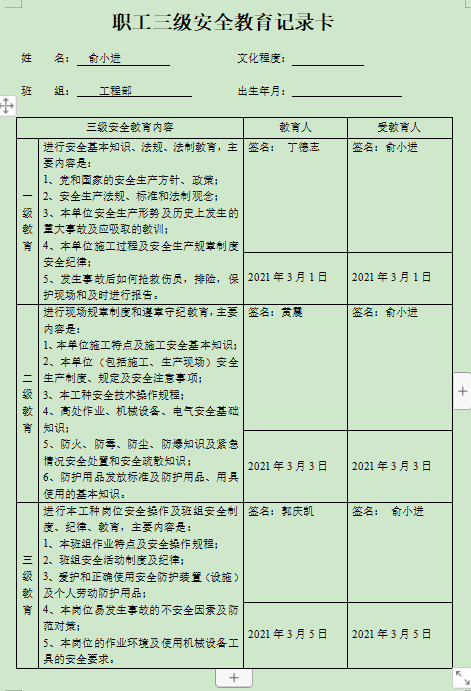 职工三级安全教育记录卡
姓 名： 俞小进 文化程度：
班 组： 工程部 出生年月：
三级安全教育内容 教育人 受教育人
一级教育
进行安全基本知识、法规、法制教育，主
要内容是：
1、党和国家的安全生产方针、政策；
2、安全生产法规、标准和法制观念；
3、本单位安全生产形势及历史上发生的
重大事故及应吸取的教训；
4、本单位施工过程及安全生产规章制度
安全纪律；
5、发生事故后如何抢救伤员，排险，保
护现场和及时进行报告。
签名： 丁德志 签名：俞小进
2021 年 3 月 1 日 2021 年 3 月 1 日
二级教育
进行现场规章制度和遵章守纪教育，主要
内容是：
1、本单位施工特点及施工安全基本知识；
2、本单位（包括施工、生产现场）安全
生产制度、规定及安全注意事项；
3、本工种安全技术操作规程；
4、高处作业、机械设备、电气安全基础
知识；
5、防火、防毒、防尘、防爆知识及紧急
情况安全处置和安全疏散知识；
6、防护用品发放标准及防护用品、用具
使用的基本知识。
签名：黄震 签名：俞小进
2021 年 3 月 3 日 2021 年 3 月 3 日
三级教育
进行本工种岗位安全操作及班组安全制
度、纪律、教育，主要内容是：
1、本班组作业特点及安全操作规程；
2、班组安全活动制度及纪律；
3、爱护和正确使用安全防护装置（设施）
及个人劳动防护用品；
4、本岗位易发生事故的不安全因素及防
范对策；
5、本岗位的作业环境及使用机械设备工
具的安全要求。
签名：郭庆凯 签名： 俞小进
2021 年 3 月 5 日 2021 年 3 月 5 日